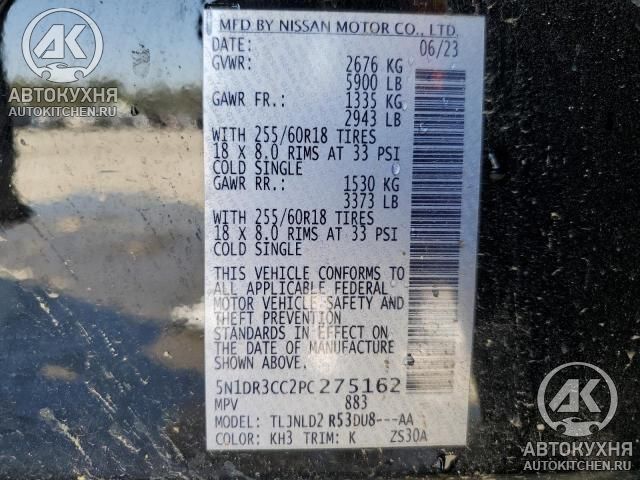 MFD BY NISSAN MOTOR CO., LTD.
DATE: 06/23
GVWR: 2676 KG
5900 LB
GAWR FR.: 1335 KG
2943 LB
WITH 255/60R18 TIRES
18 X 8.0 RIMS AT 33 PSI
COLD SINGLE
GAWR RR.: 1530 KG
3373 LB
WITH 255/60R18 TIRES
18 X 8.0 RIMS AT 33 PSI
COLD SINGLE
THIS VEHICLE CONFORMS TO
ALL APPLICABLE FEDERAL
MOTOR VEHICLE SAFETY AND
THEFT PREVENTION
STANDARDS IN EFFECT ON
THE DATE OF MANUFACTURE
SHOWN ABOVE.
5N1DR3CC2PC275162
MPV 883
MODEL: TLJNLD2 R53DU8---AA
COLOR: KH3 TRIM: K ZS30A
АК
АВТОКУХНЯ
AUTOKITCHEN.RU
АК
АВТОКУХНЯ
AUTOKITCHEN.RU